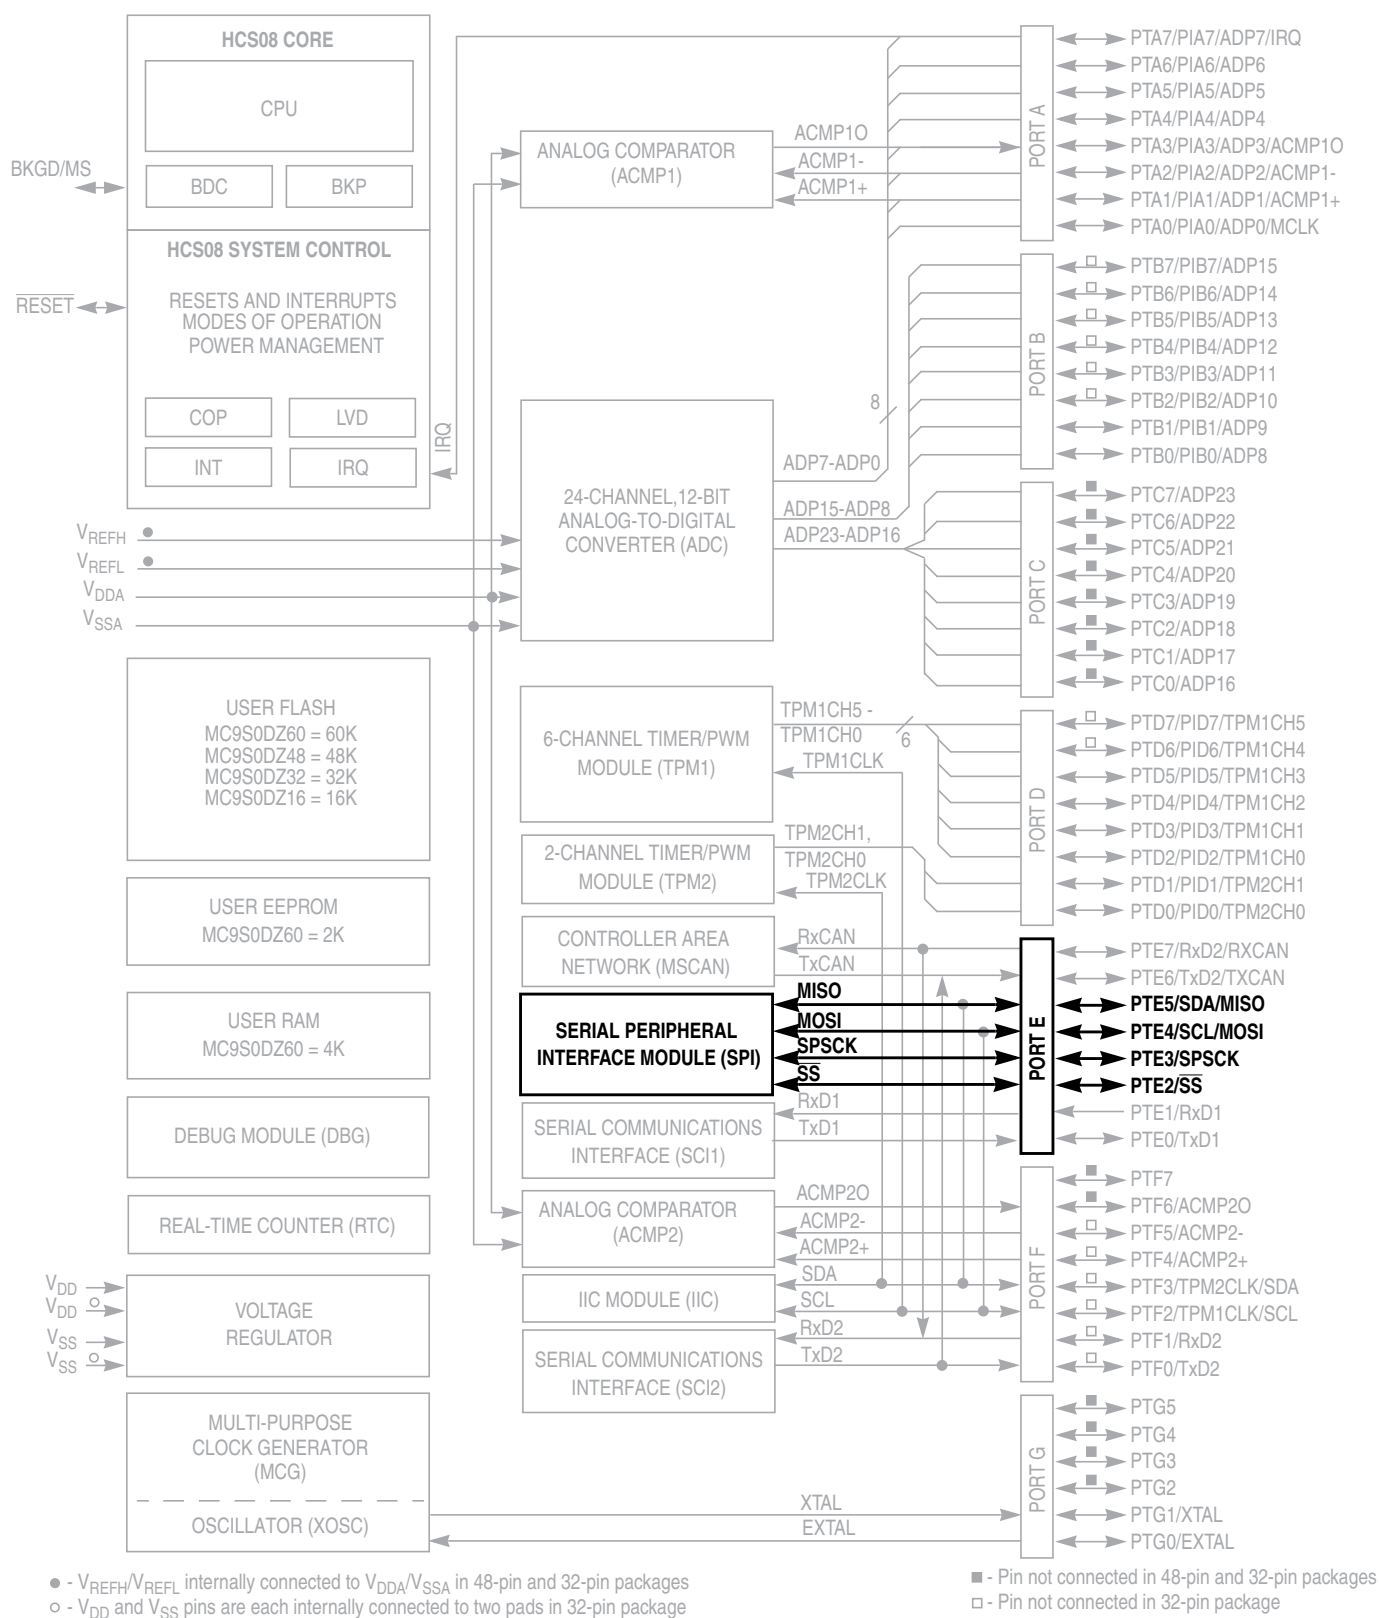 HCS08 CORE
CPU
BDC
BKP
BKGD/MS
HCS08 SYSTEM CONTROL
RESETS AND INTERRUPTS
MODES OF OPERATION
POWER MANAGEMENT
RESET
COP
LVD
INT
IRQ
IRQ
VREFH
VREFL
VDDA
VSSA
USER FLASH
MC9S0DZ60 = 60K
MC9S0DZ48 = 48K
MC9S0DZ32 = 32K
MC9S0DZ16 = 16K
USER EEPROM
MC9S0DZ60 = 2K
USER RAM
MC9S0DZ60 = 4K
DEBUG MODULE (DBG)
REAL-TIME COUNTER (RTC)
VDD
VDD
VSS
VSS
VOLTAGE
REGULATOR
MULTI-PURPOSE
CLOCK GENERATOR
(MCG)
OSCILLATOR (XOSC)
ANALOG COMPARATOR
(ACMP1)
ACMP1O
ACMP1-
ACMP1+
24-CHANNEL,12-BIT
ANALOG-TO-DIGITAL
CONVERTER (ADC)
8
ADP7-ADP0
ADP15-ADP8
ADP23-ADP16
6-CHANNEL TIMER/PWM
MODULE (TPM1)
TPM1CH5 -
TPM1CH0
6
TPM1CLK
2-CHANNEL TIMER/PWM
MODULE (TPM2)
TPM2CH1,
TPM2CH0
TPM2CLK
CONTROLLER AREA
NETWORK (MSCAN)
RxCAN
TxCAN
SERIAL PERIPHERAL
INTERFACE MODULE (SPI)
MISO
MOSI
SPSCK
SS
SERIAL COMMUNICATIONS
INTERFACE (SCI1)
RxD1
TxD1
ANALOG COMPARATOR
(ACMP2)
ACMP2O
ACMP2-
ACMP2+
IIC MODULE (IIC)
SDA
SCL
SERIAL COMMUNICATIONS
INTERFACE (SCI2)
RxD2
TxD2
XTAL
EXTAL
PORT A
PTA7/PIA7/ADP7/IRQ
PTA6/PIA6/ADP6
PTA5/PIA5/ADP5
PTA4/PIA4/ADP4
PTA3/PIA3/ADP3/ACMP1O
PTA2/PIA2/ADP2/ACMP1-
PTA1/PIA1/ADP1/ACMP1+
PTA0/PIA0/ADP0/MCLK
PORT B
PTB7/PIB7/ADP15
PTB6/PIB6/ADP14
PTB5/PIB5/ADP13
PTB4/PIB4/ADP12
PTB3/PIB3/ADP11
PTB2/PIB2/ADP10
PTB1/PIB1/ADP9
PTB0/PIB0/ADP8
PORT C
PTC7/ADP23
PTC6/ADP22
PTC5/ADP21
PTC4/ADP20
PTC3/ADP19
PTC2/ADP18
PTC1/ADP17
PTC0/ADP16
PORT D
PTD7/PID7/TPM1CH5
PTD6/PID6/TPM1CH4
PTD5/PID5/TPM1CH3
PTD4/PID4/TPM1CH2
PTD3/PID3/TPM1CH1
PTD2/PID2/TPM1CH0
PTD1/PID1/TPM2CH1
PTD0/PID0/TPM2CH0
PORT E
PTE7/RxD2/RXCAN
PTE6/TxD2/TXCAN
PTE5/SDA/MISO
PTE4/SCL/MOSI
PTE3/SPSCK
PTE2/SS
PTE1/RxD1
PTE0/TxD1
PORT F
PTF7
PTF6/ACMP2O
PTF5/ACMP2-
PTF4/ACMP2+
PTF3/TPM2CLK/SDA
PTF2/TPM1CLK/SCL
PTF1/RxD2
PTF0/TxD2
PORT G
PTG5
PTG4
PTG3
PTG2
PTG1/XTAL
PTG0/EXTAL
● - VREFH/VREFL internally connected to VDDA/VSSA in 48-pin and 32-pin packages
○ - VDD and VSS pins are each internally connected to two pads in 32-pin package
■ - Pin not connected in 48-pin and 32-pin packages
□ - Pin not connected in 32-pin package